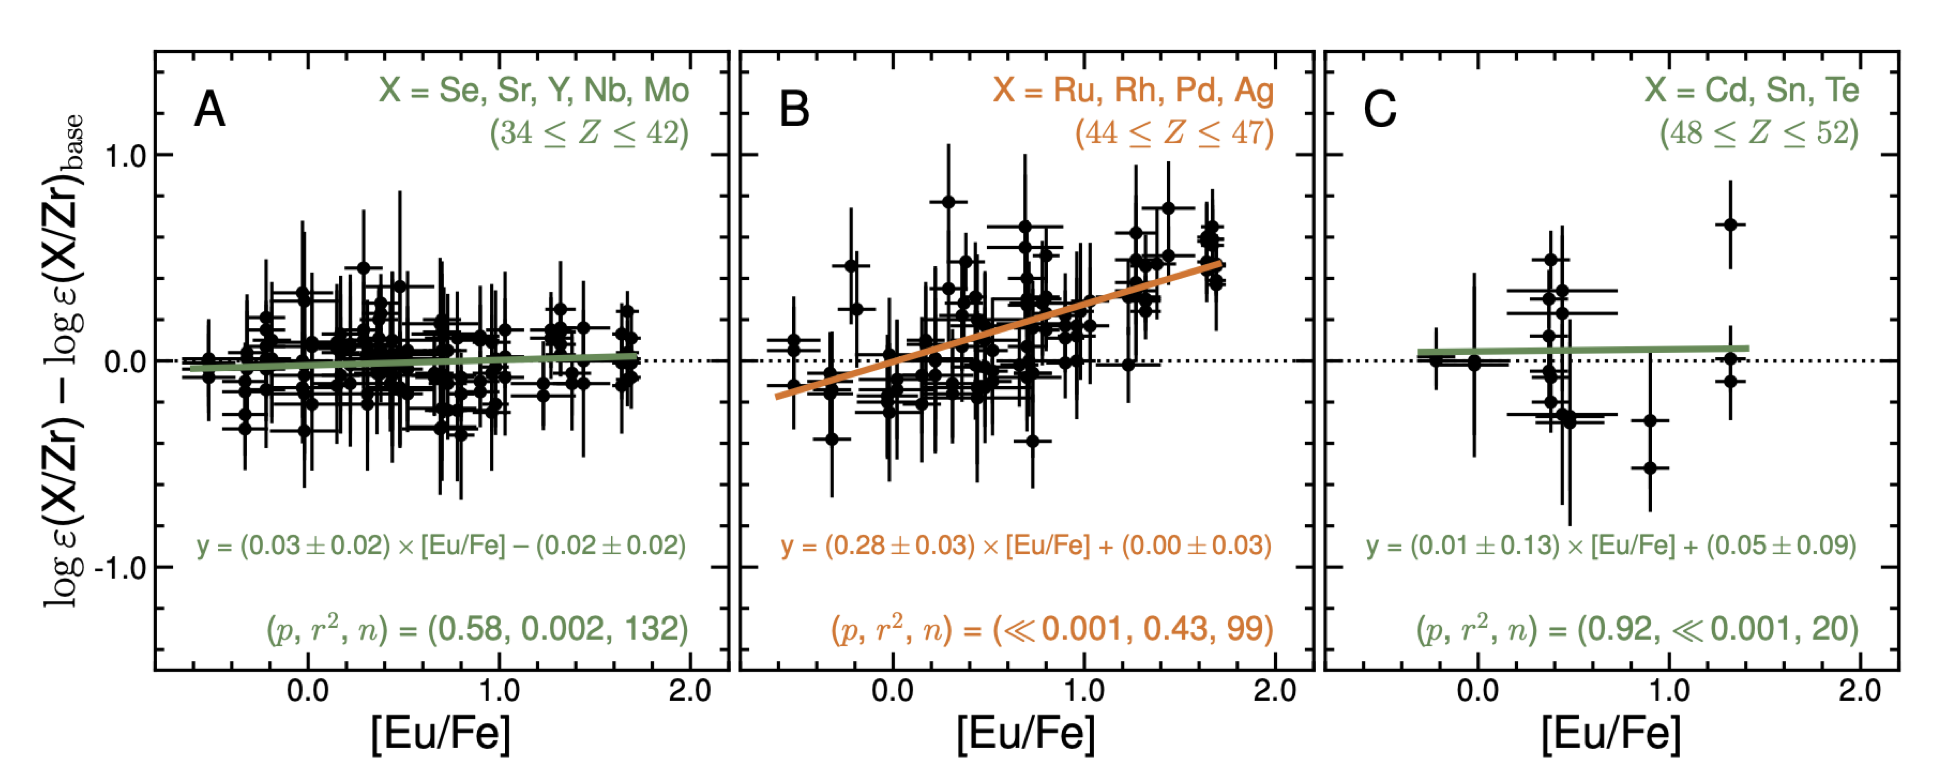 log ε(X/Zr) − log ε(X/Zr)base
1.0
0.0
-1.0
A
X = Se, Sr, Y, Nb, Mo
(34 ≤ Z ≤ 42)
y = (0.03 ± 0.02) × [Eu/Fe] − (0.02 ± 0.02)
(p, r², n) = (0.58, 0.002, 132)
0.0 1.0 2.0
[Eu/Fe]
B
X = Ru, Rh, Pd, Ag
(44 ≤ Z ≤ 47)
y = (0.28 ± 0.03) × [Eu/Fe] + (0.00 ± 0.03)
(p, r², n) = (≪ 0.001, 0.43, 99)
0.0 1.0 2.0
[Eu/Fe]
C
X = Cd, Sn, Te
(48 ≤ Z ≤ 52)
y = (0.01 ± 0.13) × [Eu/Fe] + (0.05 ± 0.09)
(p, r², n) = (0.92, ≪ 0.001, 20)
0.0 1.0 2.0
[Eu/Fe]